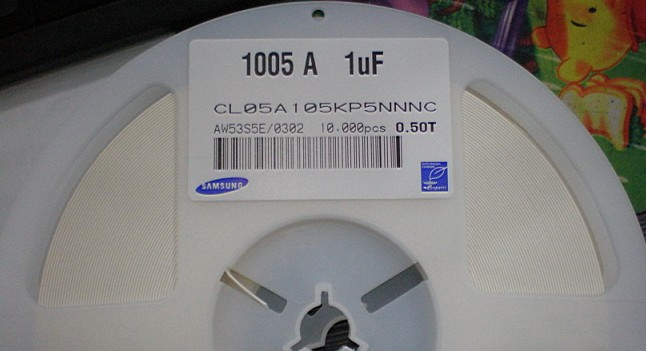 1005 A 1uF
CL05A105KP5NNNC
AW53S5E/0302 10.000pcs 0.50T
SAMSUNG